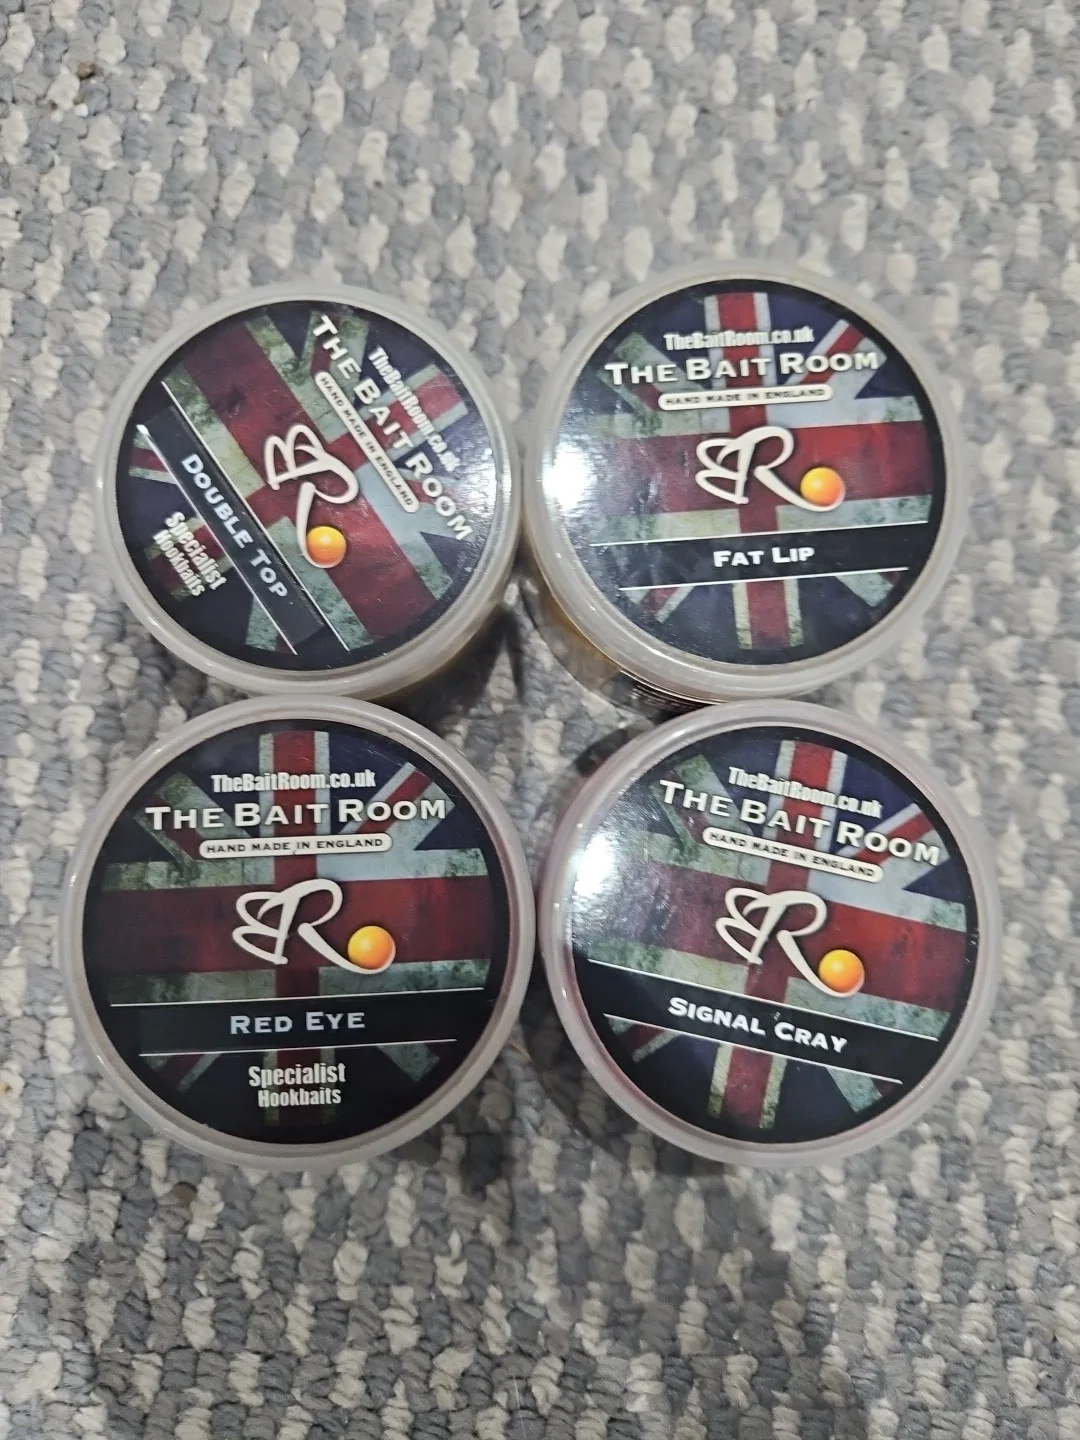 TheBaitRoom.co.uk
THE BAIT ROOM
HAND MADE IN ENGLAND
BR
DOUBLE TOP
Specialist
Hookbaits
TheBaitRoom.co.uk
THE BAIT ROOM
HAND MADE IN ENGLAND
BR
FAT LIP
TheBaitRoom.co.uk
THE BAIT ROOM
HAND MADE IN ENGLAND
BR
RED EYE
Specialist
Hookbaits
TheBaitRoom.co.uk
THE BAIT ROOM
HAND MADE IN ENGLAND
BR
SIGNAL CRAY